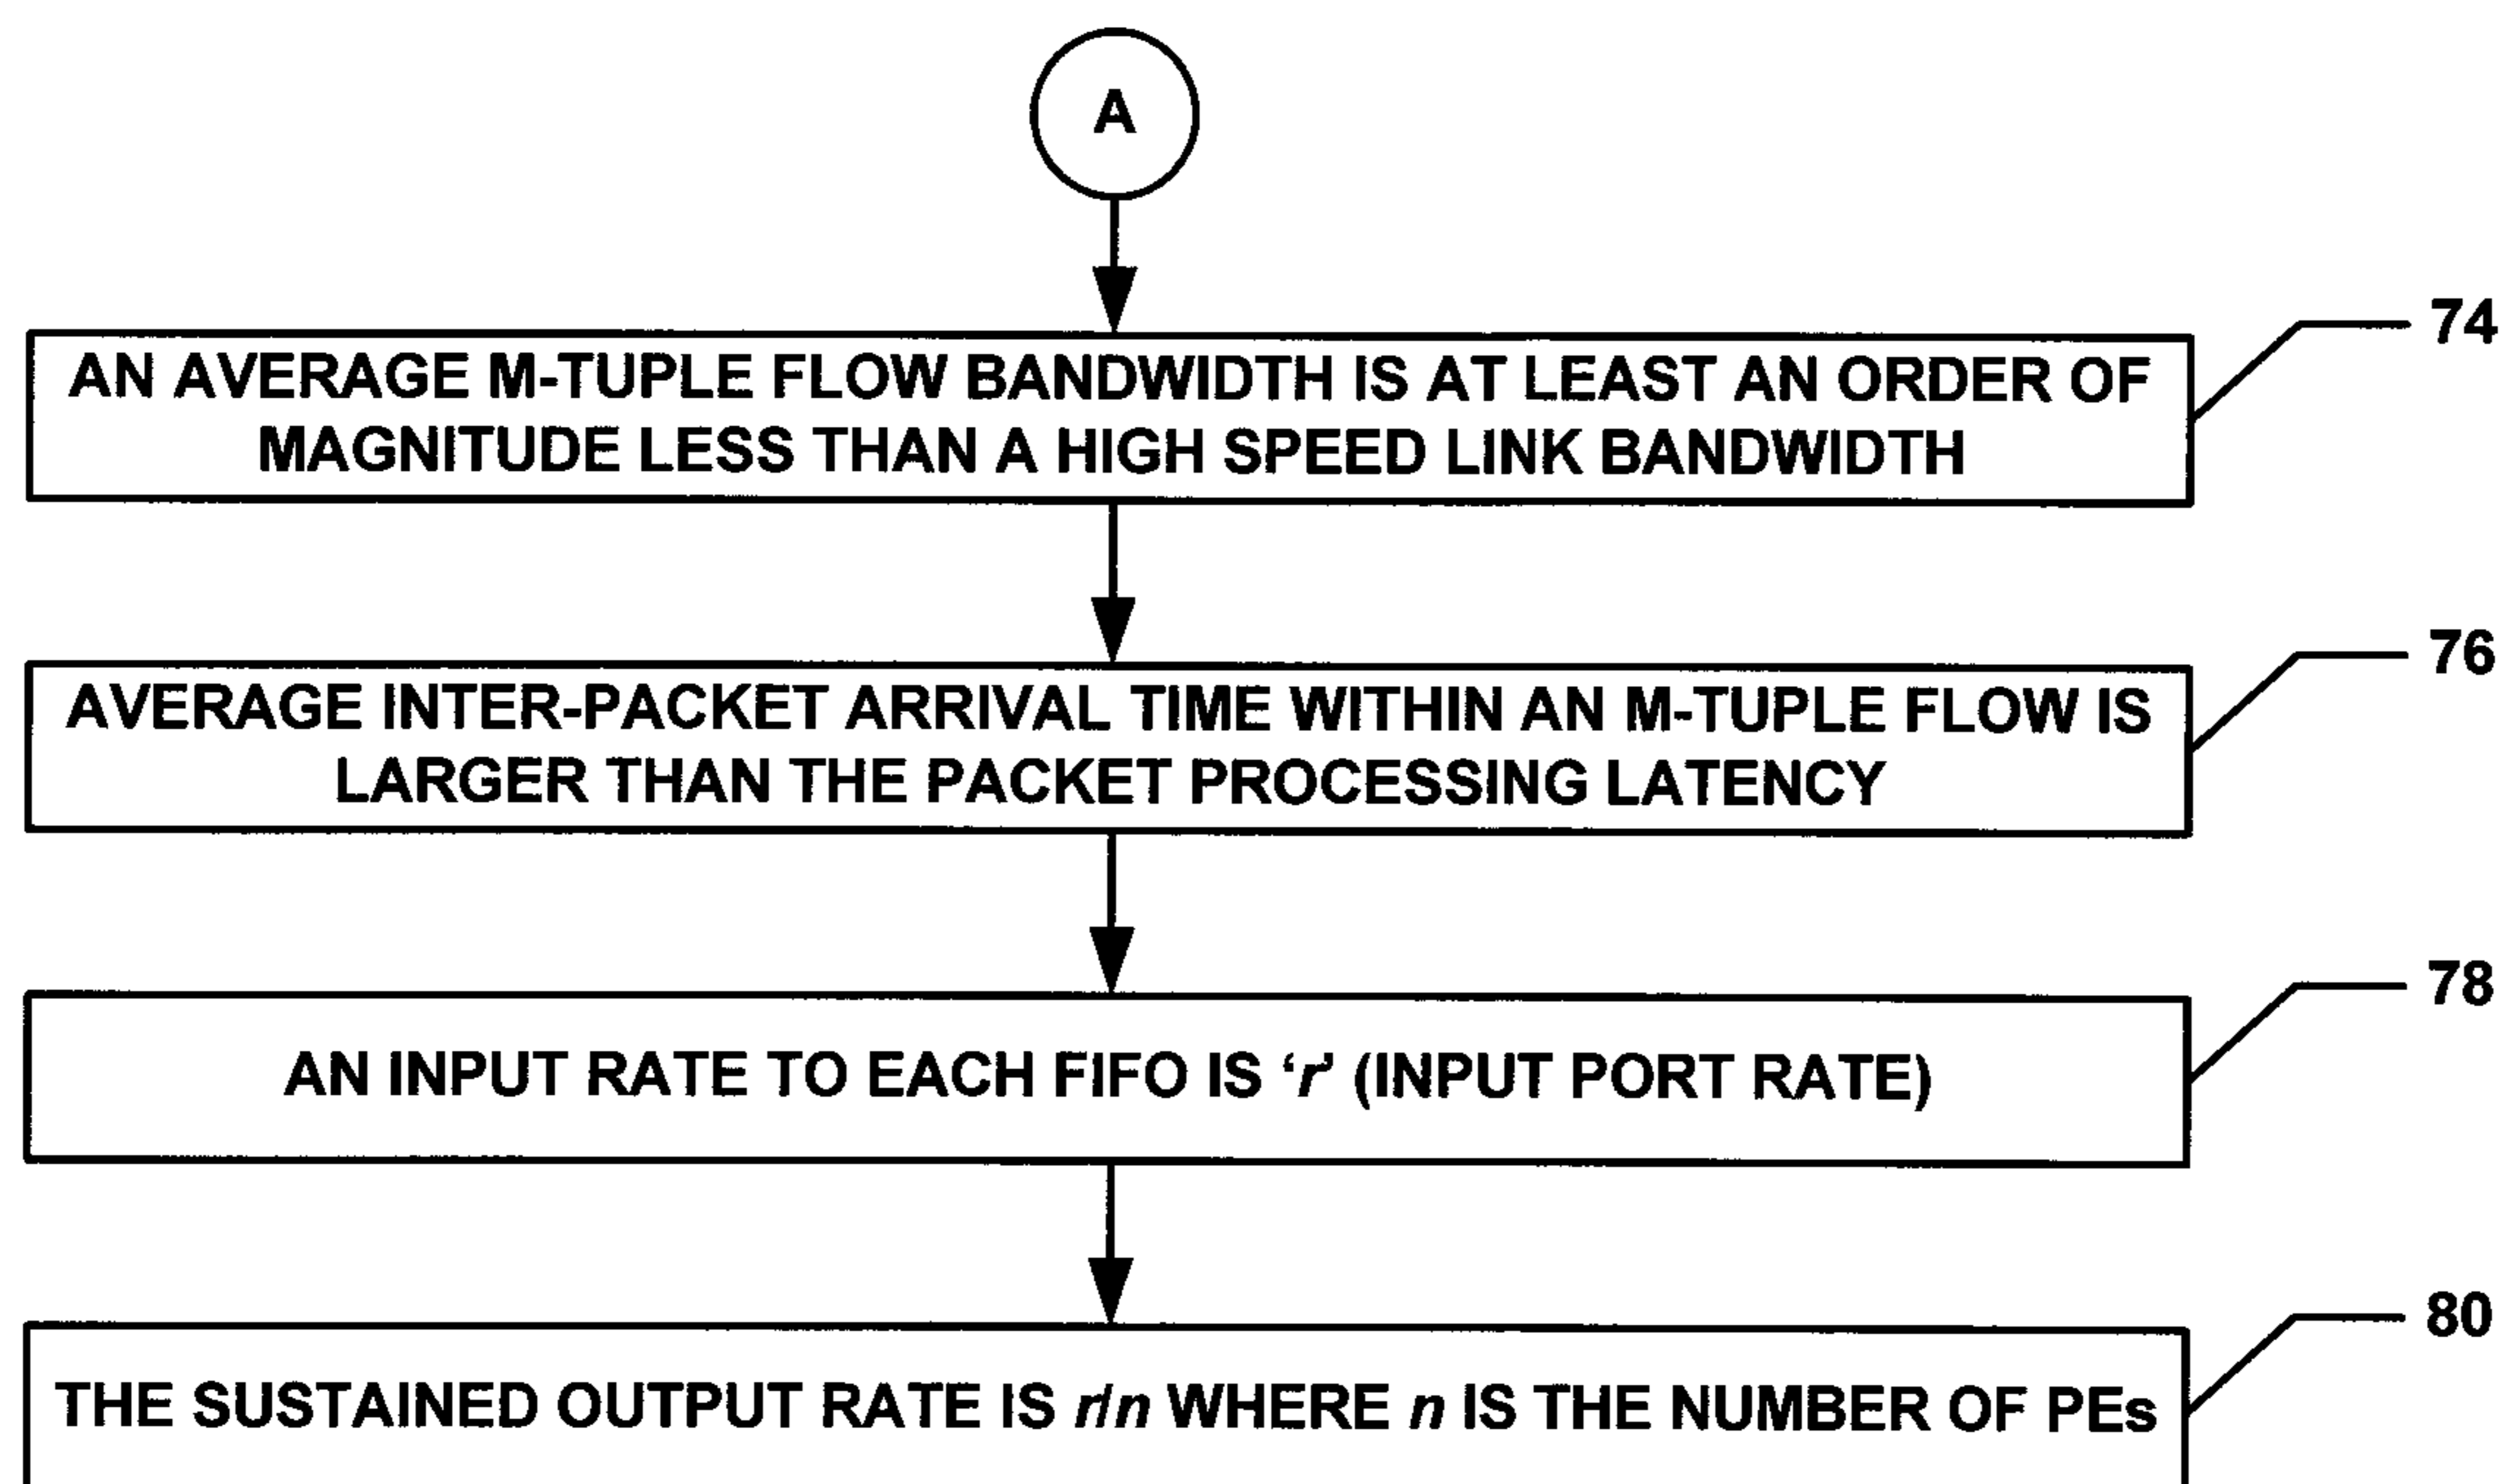 A
74
AN AVERAGE M-TUPLE FLOW BANDWIDTH IS AT LEAST AN ORDER OF
MAGNITUDE LESS THAN A HIGH SPEED LINK BANDWIDTH
76
AVERAGE INTER-PACKET ARRIVAL TIME WITHIN AN M-TUPLE FLOW IS
LARGER THAN THE PACKET PROCESSING LATENCY
78
AN INPUT RATE TO EACH FIFO IS ‘r’ (INPUT PORT RATE)
80
THE SUSTAINED OUTPUT RATE IS r/n WHERE n IS THE NUMBER OF PEs